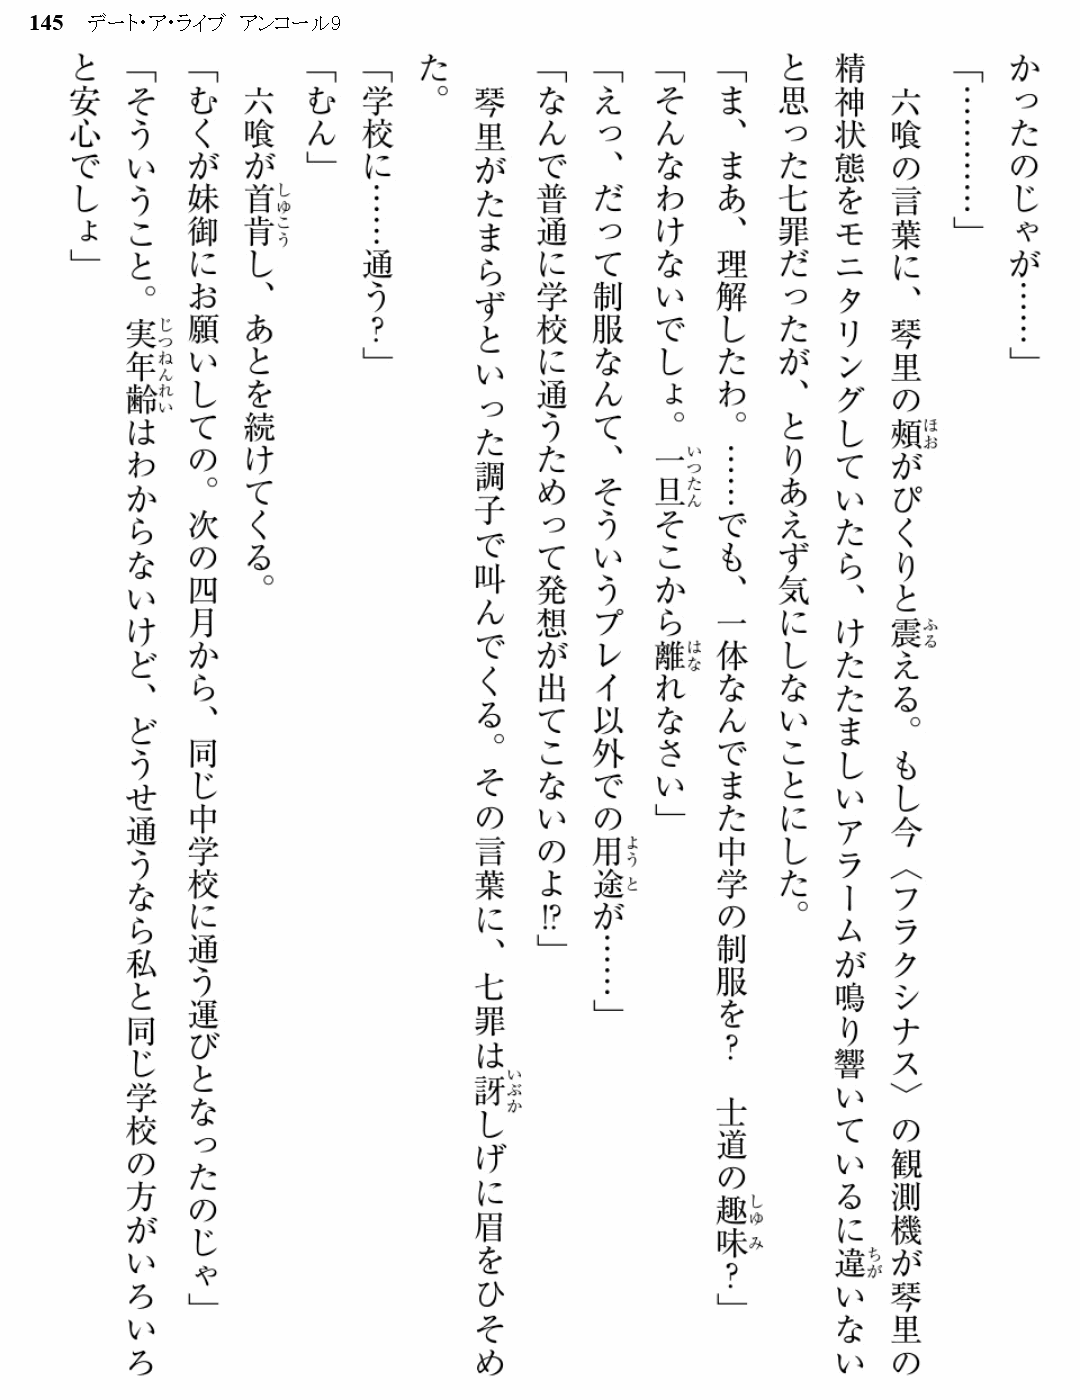 145 デート・ア・ライブ アンコール9
かったのじゃが……」
「…………」
　六喰の言葉に、琴里の頬がぴくりと震える。もし今〈フラクシナス〉の観測機が琴里の
精神状態をモニタリングしていたら、けたたましいアラームが鳴り響いているに違いない
と思った七罪だったが、とりあえず気にしないことにした。
「ま、まあ、理解したわ。……でも、一体なんでまた中学の制服を？　士道の趣味？」
「そんなわけないでしょ。一旦そこから離れなさい」
「えっ、だって制服なんて、そういうプレイ以外での用途が……」
「なんで普通に学校に通うためって発想が出てこないのよ!?」
　琴里がたまらずといった調子で叫んでくる。その言葉に、七罪は訝しげに眉をひそめ
た。
「学校に……通う？」
「むん」
　六喰が首肯し、あとを続けてくる。
「むくが妹御にお願いしての。次の四月から、同じ中学校に通う運びとなったのじゃ」
「そういうこと。実年齢はわからないけど、どうせ通うなら私と同じ学校の方がいろいろ
と安心でしょ」